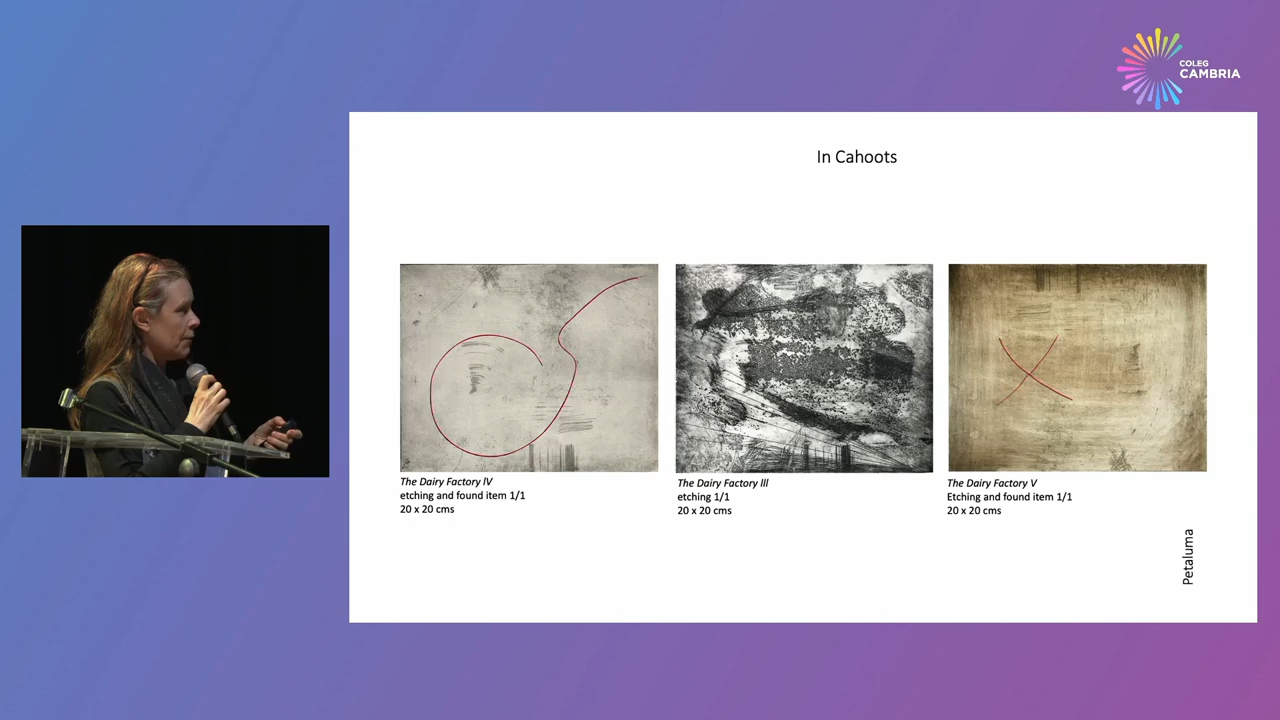 COLEG
CAMBRIA
In Cahoots
The Dairy Factory lV
etching and found item 1/1
20 x 20 cms
The Dairy Factory lll
etching 1/1
20 x 20 cms
The Dairy Factory V
Etching and found item 1/1
20 x 20 cms
Petaluma